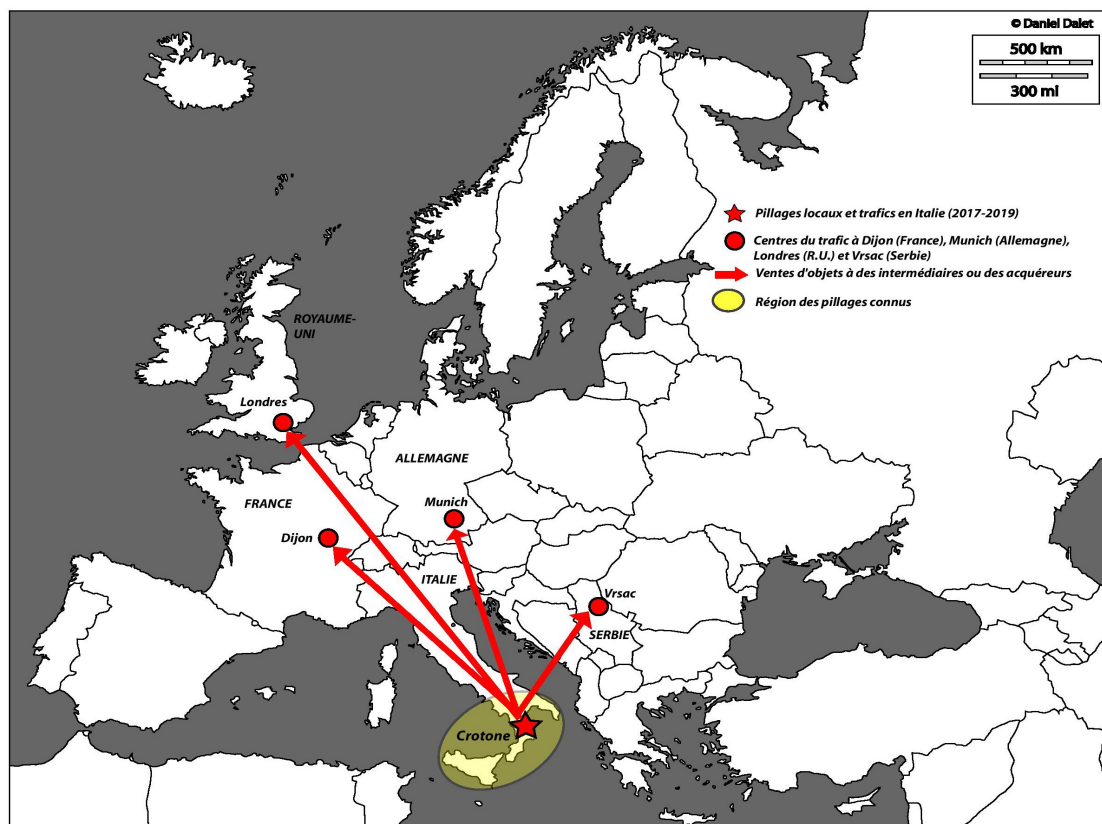 © Daniel Dalet
500 km
300 mi
Pillages locaux et trafics en Italie (2017-2019)
Centres du trafic à Dijon (France), Munich (Allemagne),
Londres (R.U.) et Vrsac (Serbie)
Ventes d'objets à des intermédiaires ou des acquéreurs
Région des pillages connus
ROYAUME-
UNI
Londres
ALLEMAGNE
Munich
FRANCE
Dijon
ITALIE
Vrsac
SERBIE
Crotone